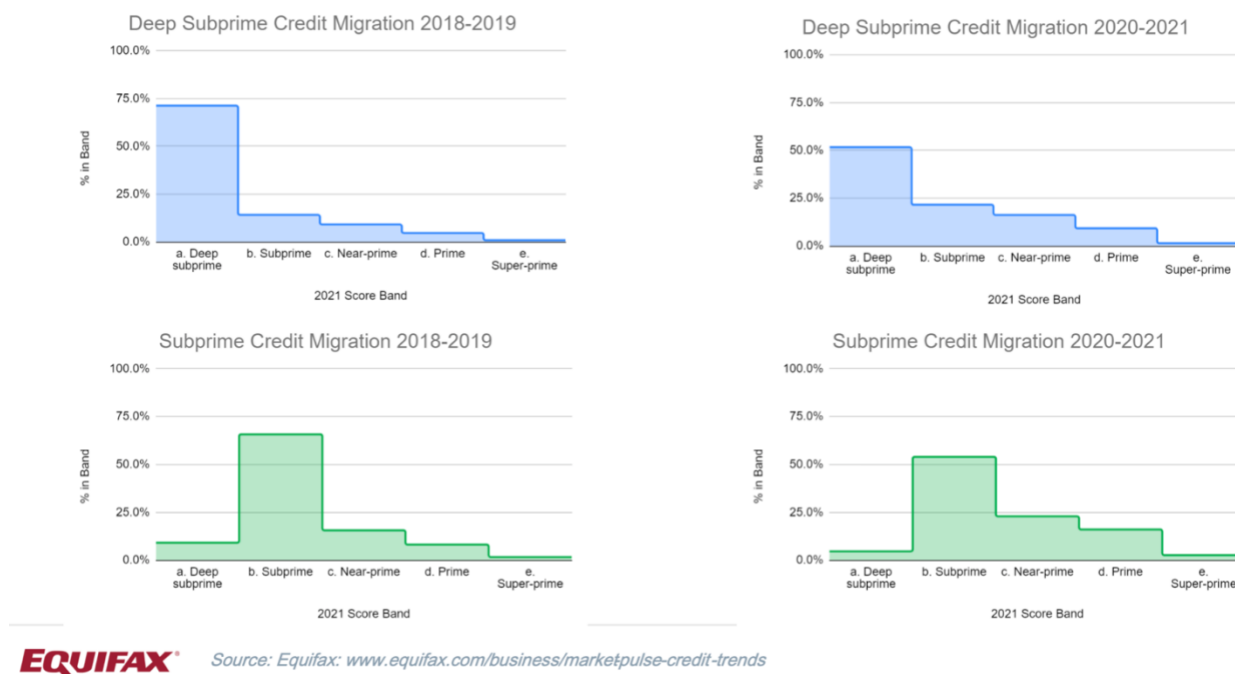 Deep Subprime Credit Migration 2018-2019
100.0%
75.0%
50.0%
25.0%
0.0%
% in Band
a. Deep
subprime
b. Subprime
c. Near-prime
d. Prime
e.
Super-prime
2021 Score Band
Deep Subprime Credit Migration 2020-2021
100.0%
75.0%
50.0%
25.0%
0.0%
% in Band
a. Deep
subprime
b. Subprime
c. Near-prime
d. Prime
e.
Super-prime
2021 Score Band
Subprime Credit Migration 2018-2019
100.0%
75.0%
50.0%
25.0%
0.0%
% in Band
a. Deep
subprime
b. Subprime
c. Near-prime
d. Prime
e.
Super-prime
2021 Score Band
Subprime Credit Migration 2020-2021
100.0%
75.0%
50.0%
25.0%
0.0%
% in Band
a. Deep
subprime
b. Subprime
c. Near-prime
d. Prime
e.
Super-prime
2021 Score Band
EQUIFAX®
Source: Equifax: www.equifax.com/business/marketpulse-credit-trends